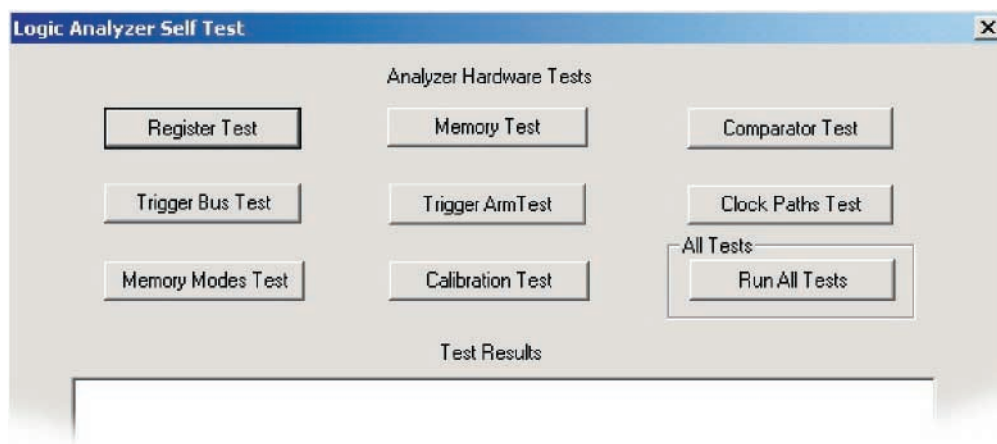 Logic Analyzer Self Test
Analyzer Hardware Tests
Register Test
Memory Test
Comparator Test
Trigger Bus Test
Trigger ArmTest
Clock Paths Test
All Tests
Memory Modes Test
Calibration Test
Run All Tests
Test Results